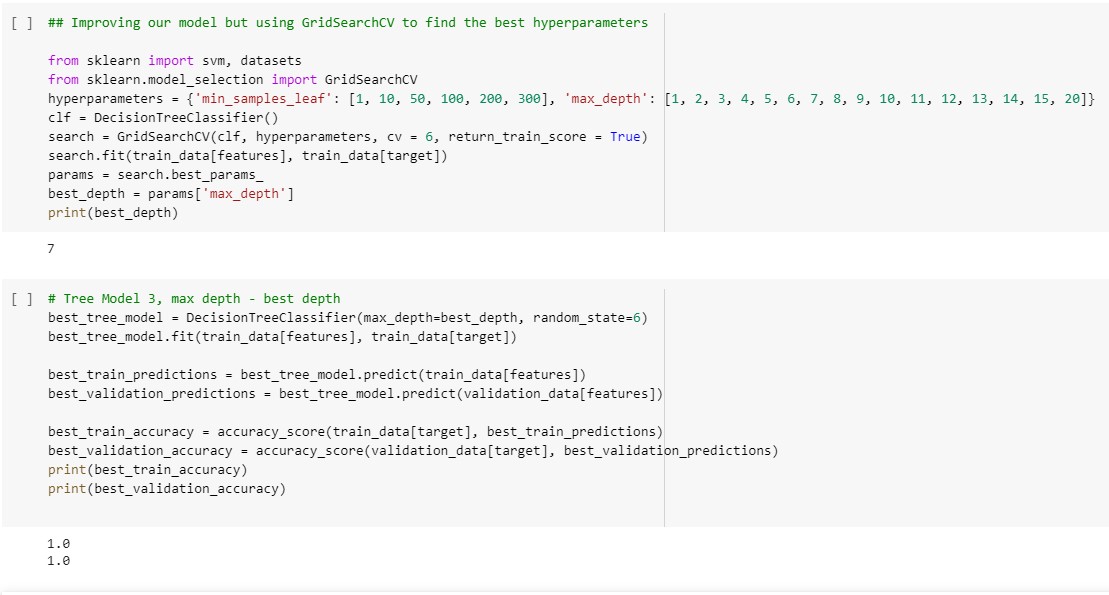 [ ] ## Improving our model but using GridSearchCV to find the best hyperparameters
from sklearn import svm, datasets
from sklearn.model_selection import GridSearchCV
hyperparameters = {'min_samples_leaf': [1, 10, 50, 100, 200, 300], 'max_depth': [1, 2, 3, 4, 5, 6, 7, 8, 9, 10, 11, 12, 13, 14, 15, 20]}
clf = DecisionTreeClassifier()
search = GridSearchCV(clf, hyperparameters, cv = 6, return_train_score = True)
search.fit(train_data[features], train_data[target])
params = search.best_params_
best_depth = params['max_depth']
print(best_depth)
7
[ ] # Tree Model 3, max depth - best depth
best_tree_model = DecisionTreeClassifier(max_depth=best_depth, random_state=6)
best_tree_model.fit(train_data[features], train_data[target])
best_train_predictions = best_tree_model.predict(train_data[features])
best_validation_predictions = best_tree_model.predict(validation_data[features])
best_train_accuracy = accuracy_score(train_data[target], best_train_predictions)
best_validation_accuracy = accuracy_score(validation_data[target], best_validation_predictions)
print(best_train_accuracy)
print(best_validation_accuracy)
1.0
1.0